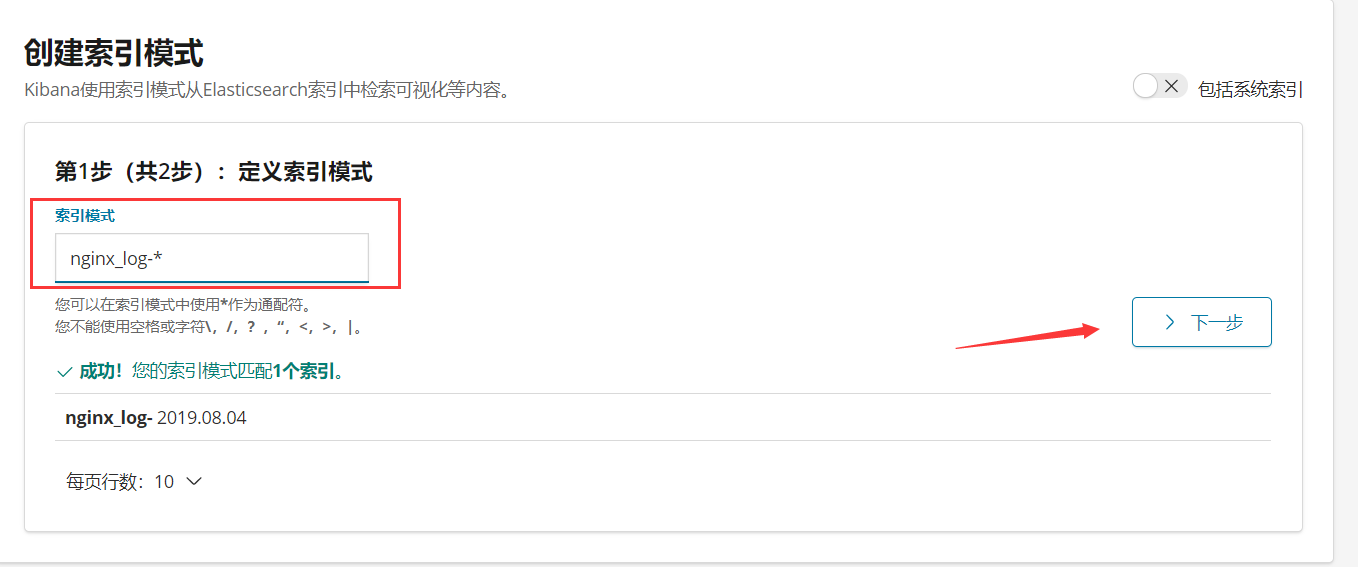 创建索引模式
Kibana使用索引模式从Elasticsearch索引中检索可视化等内容。
包括系统索引
第1步（共2步）：定义索引模式
索引模式
nginx_log-*
您可以在索引模式中使用*作为通配符。
您不能使用空格或字符\, /, ? , “, <, >, |。
下一步
成功！您的索引模式匹配1个索引。
nginx_log- 2019.08.04
每页行数：10